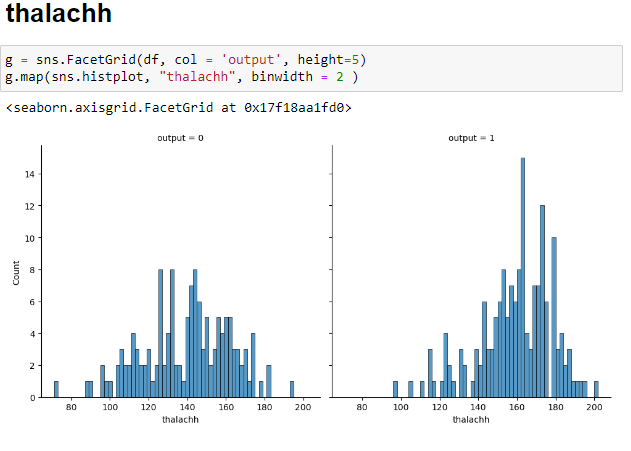 thalachh
g = sns.FacetGrid(df, col = 'output', height=5)
g.map(sns.histplot, "thalachh", binwidth = 2 )
<seaborn.axisgrid.FacetGrid at 0x17f18aa1fd0>
output = 0
output = 1
14
12
10
8
6
4
2
0
Count
80 100 120 140 160 180 200
80 100 120 140 160 180 200
thalachh
thalachh